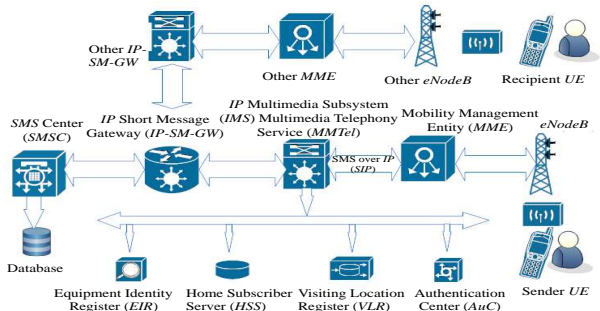 Other IP-
SM-GW
Other MME
Other eNodeB
Recipient UE
SMS Center
(SMSC)
IP Short Message
Gateway (IP-SM-GW)
IP Multimedia Subsystem
(IMS) Multimedia Telephony
Service (MMTel)
Mobility Management
Entity (MME)
eNodeB
SMS over IP
(SIP)
Database
Equipment Identity
Register (EIR)
Home Subscriber
Server (HSS)
Visiting Location
Register (VLR)
Authentication
Center (AuC)
Sender UE